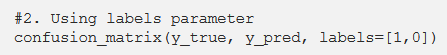 #2. Using labels parameter
confusion_matrix(y_true, y_pred, labels=[1,0])